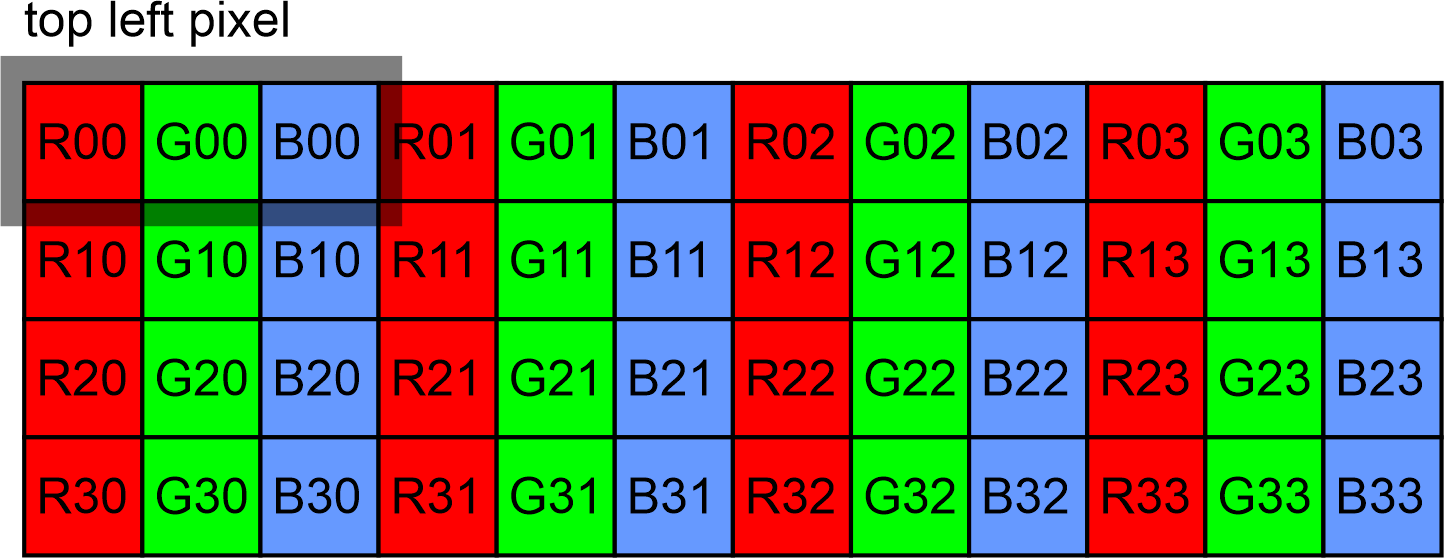 top left pixel
R00 G00 B00 R01 G01 B01 R02 G02 B02 R03 G03 B03
R10 G10 B10 R11 G11 B11 R12 G12 B12 R13 G13 B13
R20 G20 B20 R21 G21 B21 R22 G22 B22 R23 G23 B23
R30 G30 B30 R31 G31 B31 R32 G32 B32 R33 G33 B33